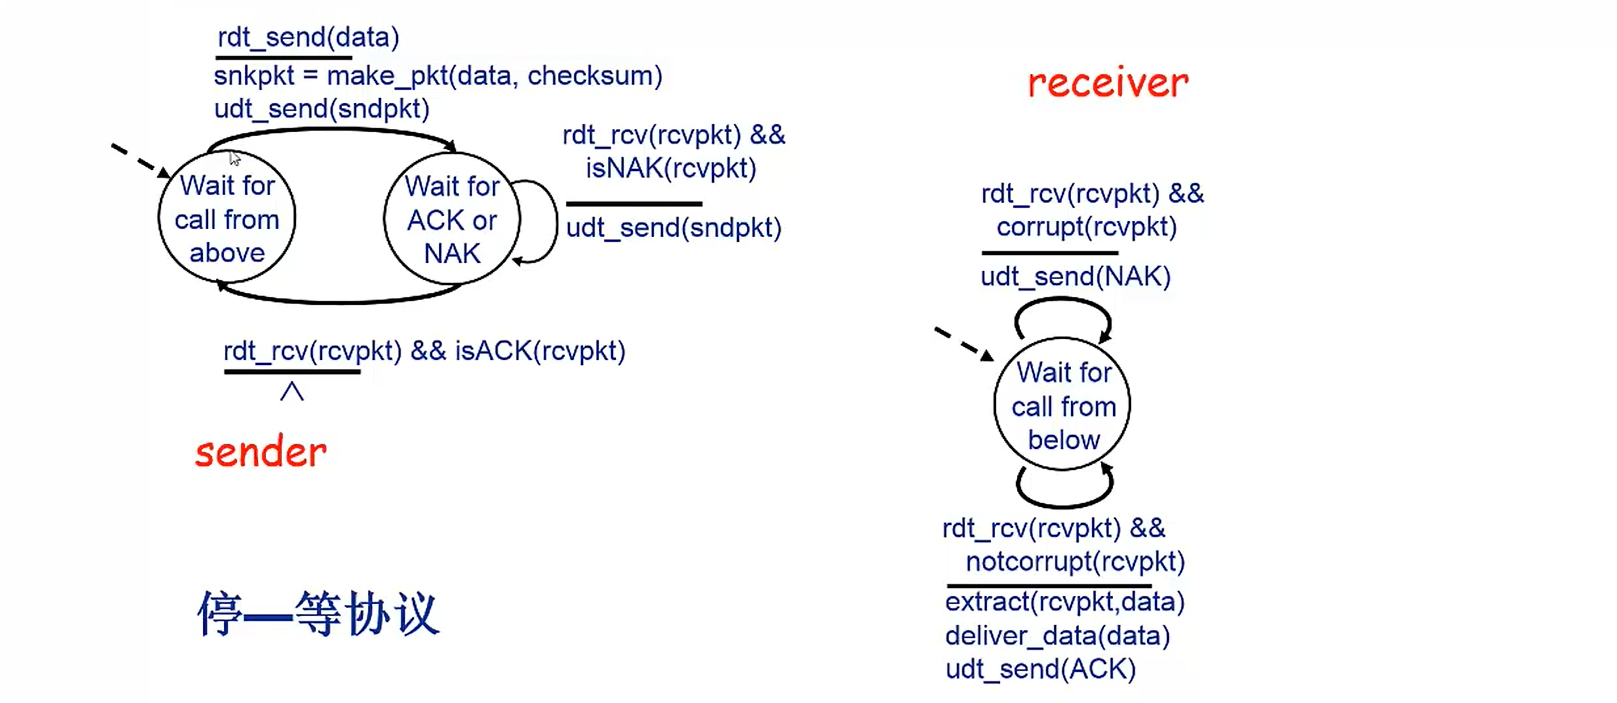 rdt_send(data)
snkpkt = make_pkt(data, checksum)
udt_send(sndpkt)
Wait for
call from
above
Wait for
ACK or
NAK
rdt_rcv(rcvpkt) &&
isNAK(rcvpkt)
udt_send(sndpkt)
rdt_rcv(rcvpkt) && isACK(rcvpkt)
Λ
sender
停—等协议
receiver
rdt_rcv(rcvpkt) &&
corrupt(rcvpkt)
udt_send(NAK)
Wait for
call from
below
rdt_rcv(rcvpkt) &&
notcorrupt(rcvpkt)
extract(rcvpkt,data)
deliver_data(data)
udt_send(ACK)